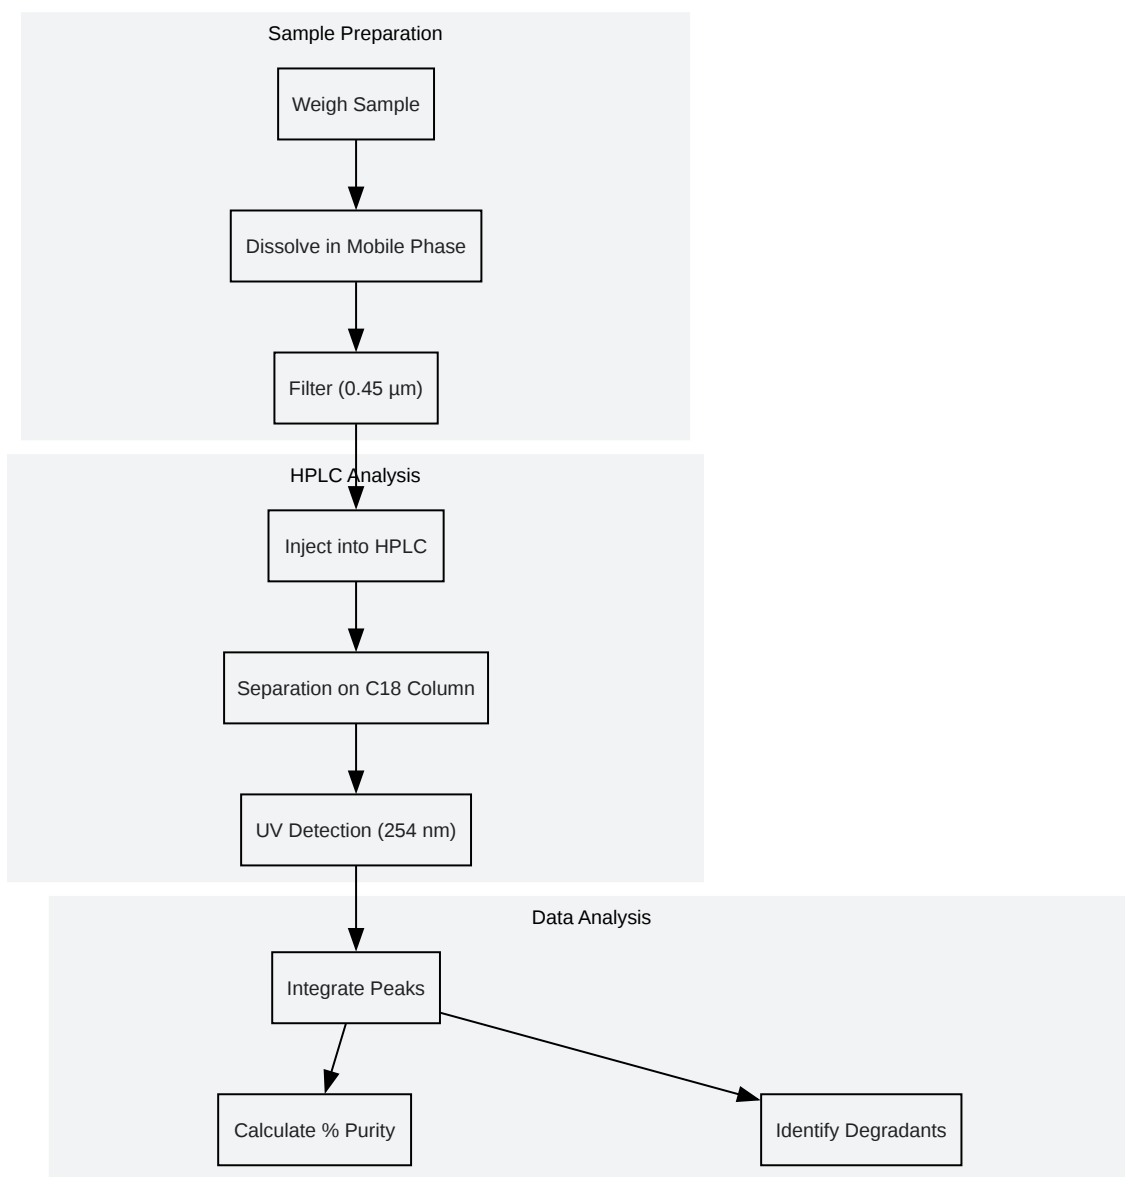 Sample Preparation
Weigh Sample
Dissolve in Mobile Phase
Filter (0.45 µm)
HPLC Analysis
Inject into HPLC
Separation on C18 Column
UV Detection (254 nm)
Data Analysis
Integrate Peaks
Calculate % Purity
Identify Degradants